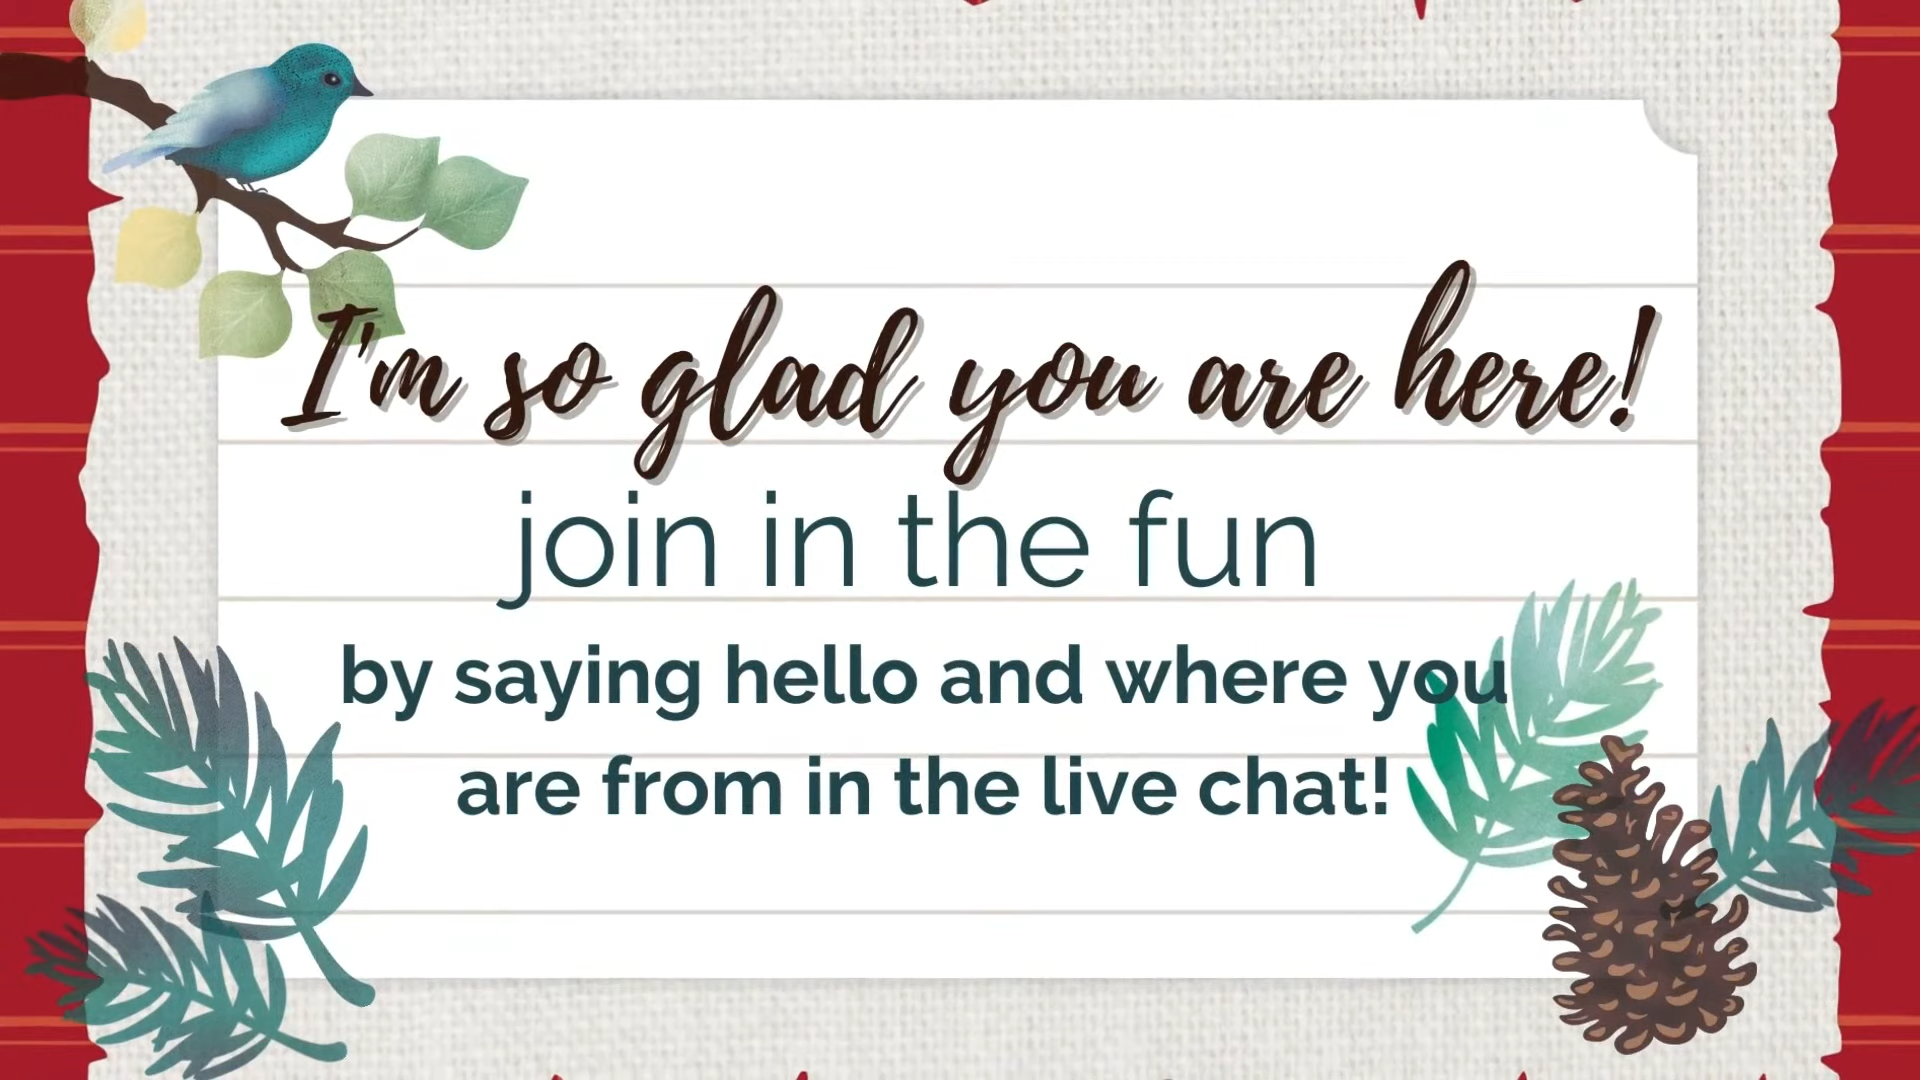 I'm so glad you are here!
join in the fun
by saying hello and where you
are from in the live chat!